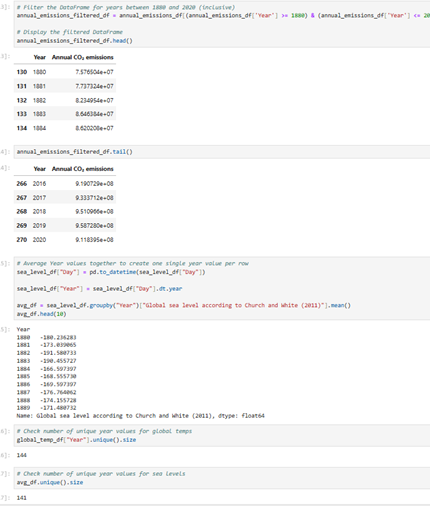 3]:
# Filter the DataFrame for years between 1880 and 2020 (inclusive)
annual_emissions_filtered_df = annual_emissions_df[(annual_emissions_df['Year'] >= 1880) & (annual_emissions_df["Year"] <= 20
# Display the filtered DataFrame
annual_emissions_filtered_df.head()
3]:
Year Annual CO₂ emissions
130 1880 7.576504e+07
131 1881 7.737324e+07
132 1882 8.234954e+07
133 1883 8.646384e+07
134 1884 8.620208e+07
4]:
annual_emissions_filtered_df.tail()
4]:
Year Annual CO₂ emissions
266 2016 9.190729e+08
267 2017 9.333712e+08
268 2018 9.510966e+08
269 2019 9.587280e+08
270 2020 9.118395e+08
5]:
# Average Year values together to create one single year value per row
sea_level_df["Day"] = pd.to_datetime(sea_level_df["Day"])
sea_level_df["Year"] = sea_level_df["Day"].dt.year
avg_df = sea_level_df.groupby("Year")["Global sea level according to Church and White (2011)"].mean()
avg_df.head(10)
5]:
Year
1880 -180.236283
1881 -173.039065
1882 -191.580733
1883 -190.455727
1884 -166.597397
1885 -168.555730
1886 -169.597397
1887 -176.764062
1888 -174.155728
1889 -171.480732
Name: Global sea level according to Church and White (2011), dtype: float64
6]:
# Check number of unique year values for global temps
global_temp_df["Year"].unique().size
6]:
144
7]:
# Check number of unique year values for sea levels
avg_df.unique().size
7]:
141